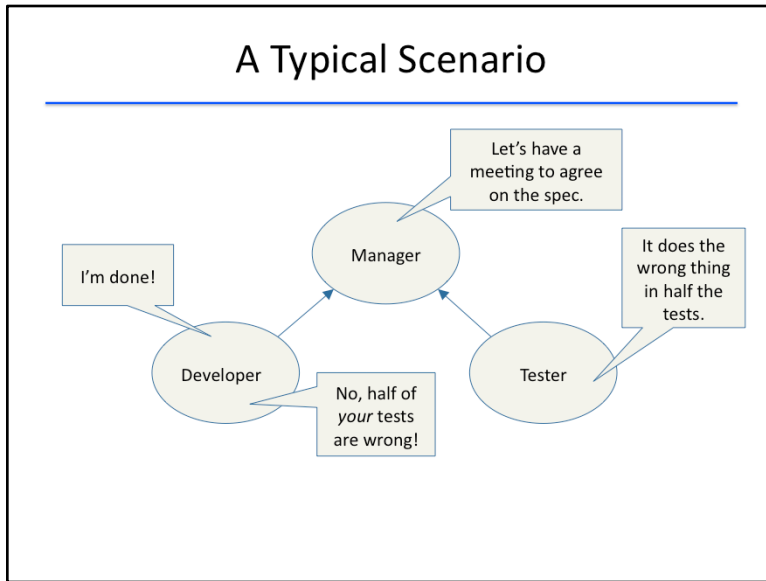 A Typical Scenario
Let’s have a
meeting to agree
on the spec.
Manager
It does the
wrong thing
in half the
tests.
I’m done!
Developer
Tester
No, half of
your tests
are wrong!